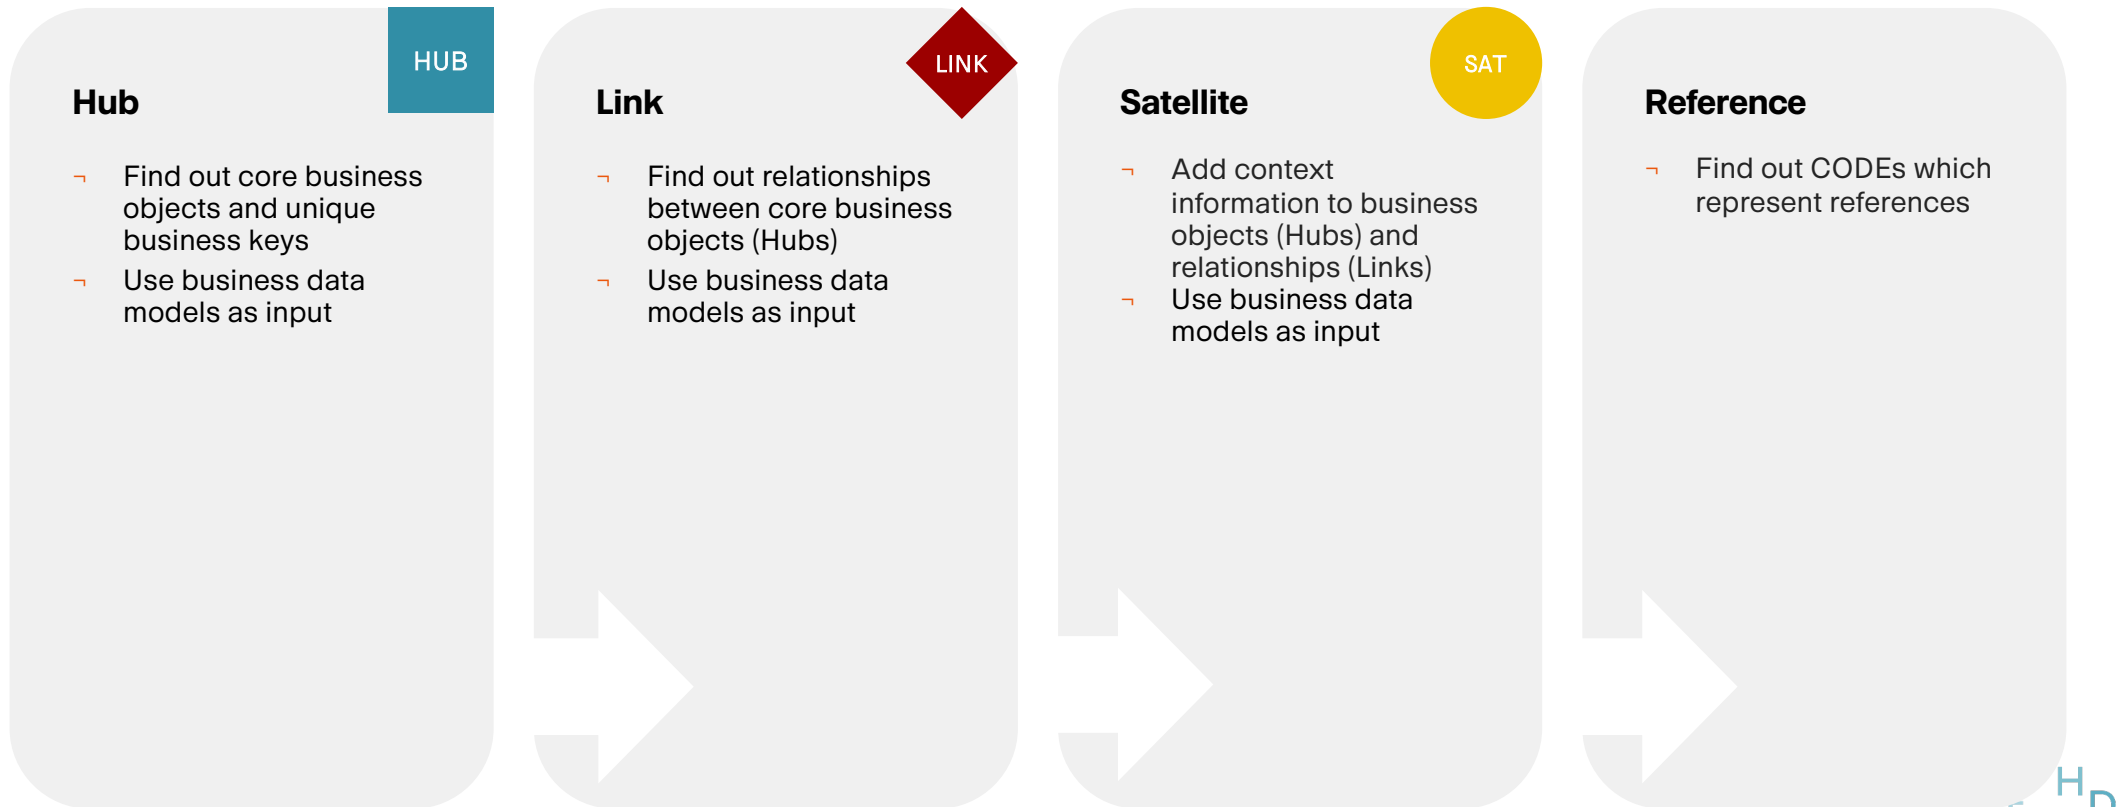 HUB
Hub
¬ Find out core business
objects and unique
business keys
¬ Use business data
models as input
LINK
Link
¬ Find out relationships
between core business
objects (Hubs)
¬ Use business data
models as input
SAT
Satellite
¬ Add context
information to business
objects (Hubs) and
relationships (Links)
¬ Use business data
models as input
Reference
¬ Find out CODEs which
represent references
H